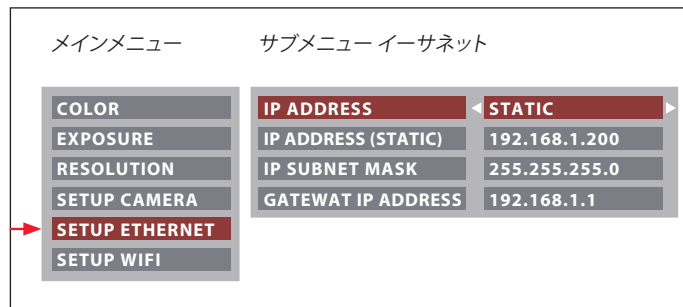 メインメニュー
サブメニュー イーサネット
COLOR
EXPOSURE
RESOLUTION
SETUP CAMERA
SETUP ETHERNET
SETUP WIFI
IP ADDRESS STATIC
IP ADDRESS (STATIC) 192.168.1.200
IP SUBNET MASK 255.255.255.0
GATEWAT IP ADDRESS 192.168.1.1